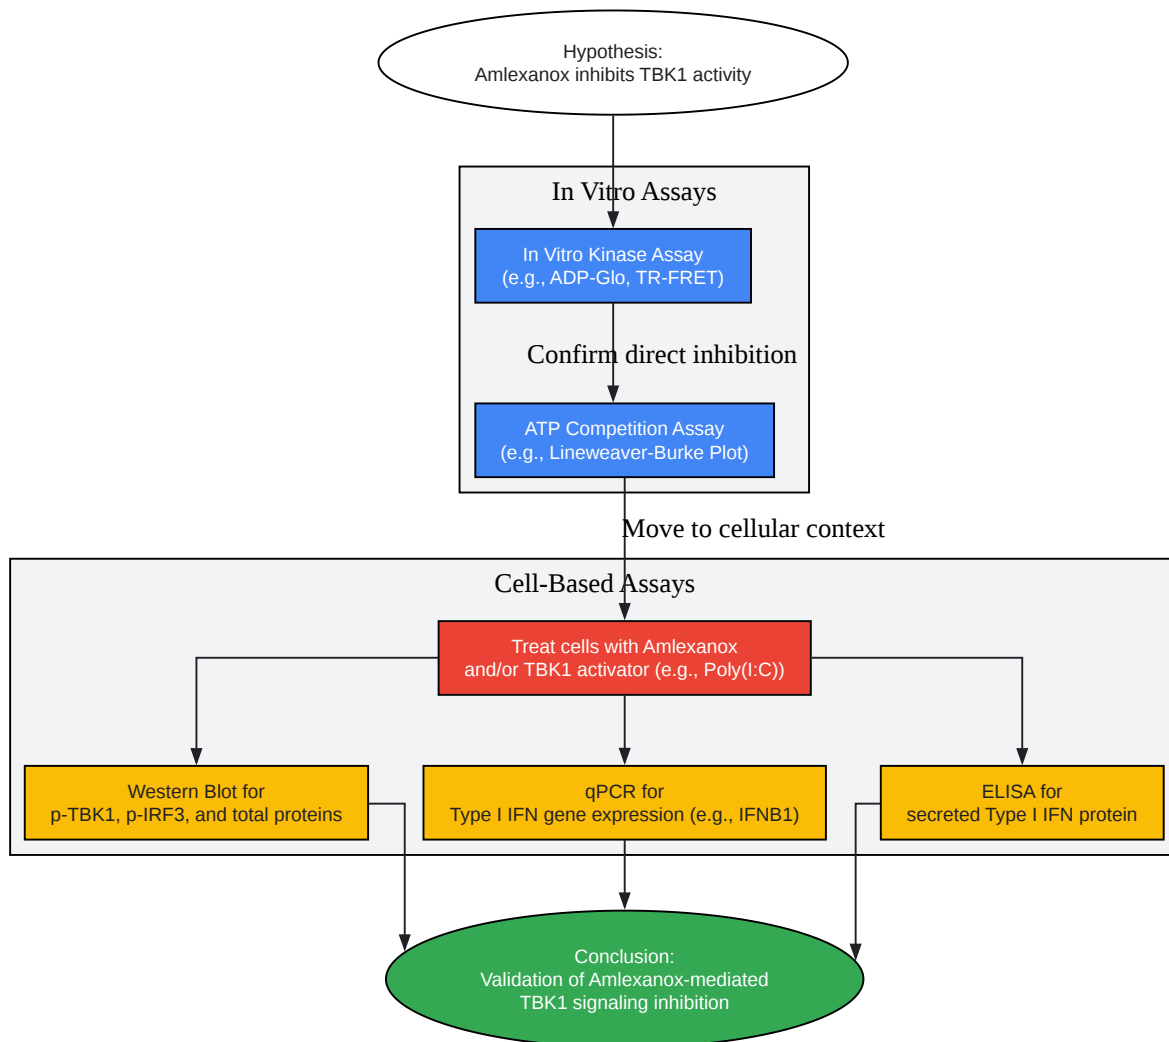 Hypothesis:
Amlexanox inhibits TBK1 activity
In Vitro Assays
In Vitro Kinase Assay
(e.g., ADP-Glo, TR-FRET)
Confirm direct inhibition
ATP Competition Assay
(e.g., Lineweaver-Burke Plot)
Move to cellular context
Cell-Based Assays
Treat cells with Amlexanox
and/or TBK1 activator (e.g., Poly(I:C))
Western Blot for
p-TBK1, p-IRF3, and total proteins
qPCR for
Type I IFN gene expression (e.g., IFNB1)
ELISA for
secreted Type I IFN protein
Conclusion:
Validation of Amlexanox-mediated
TBK1 signaling inhibition